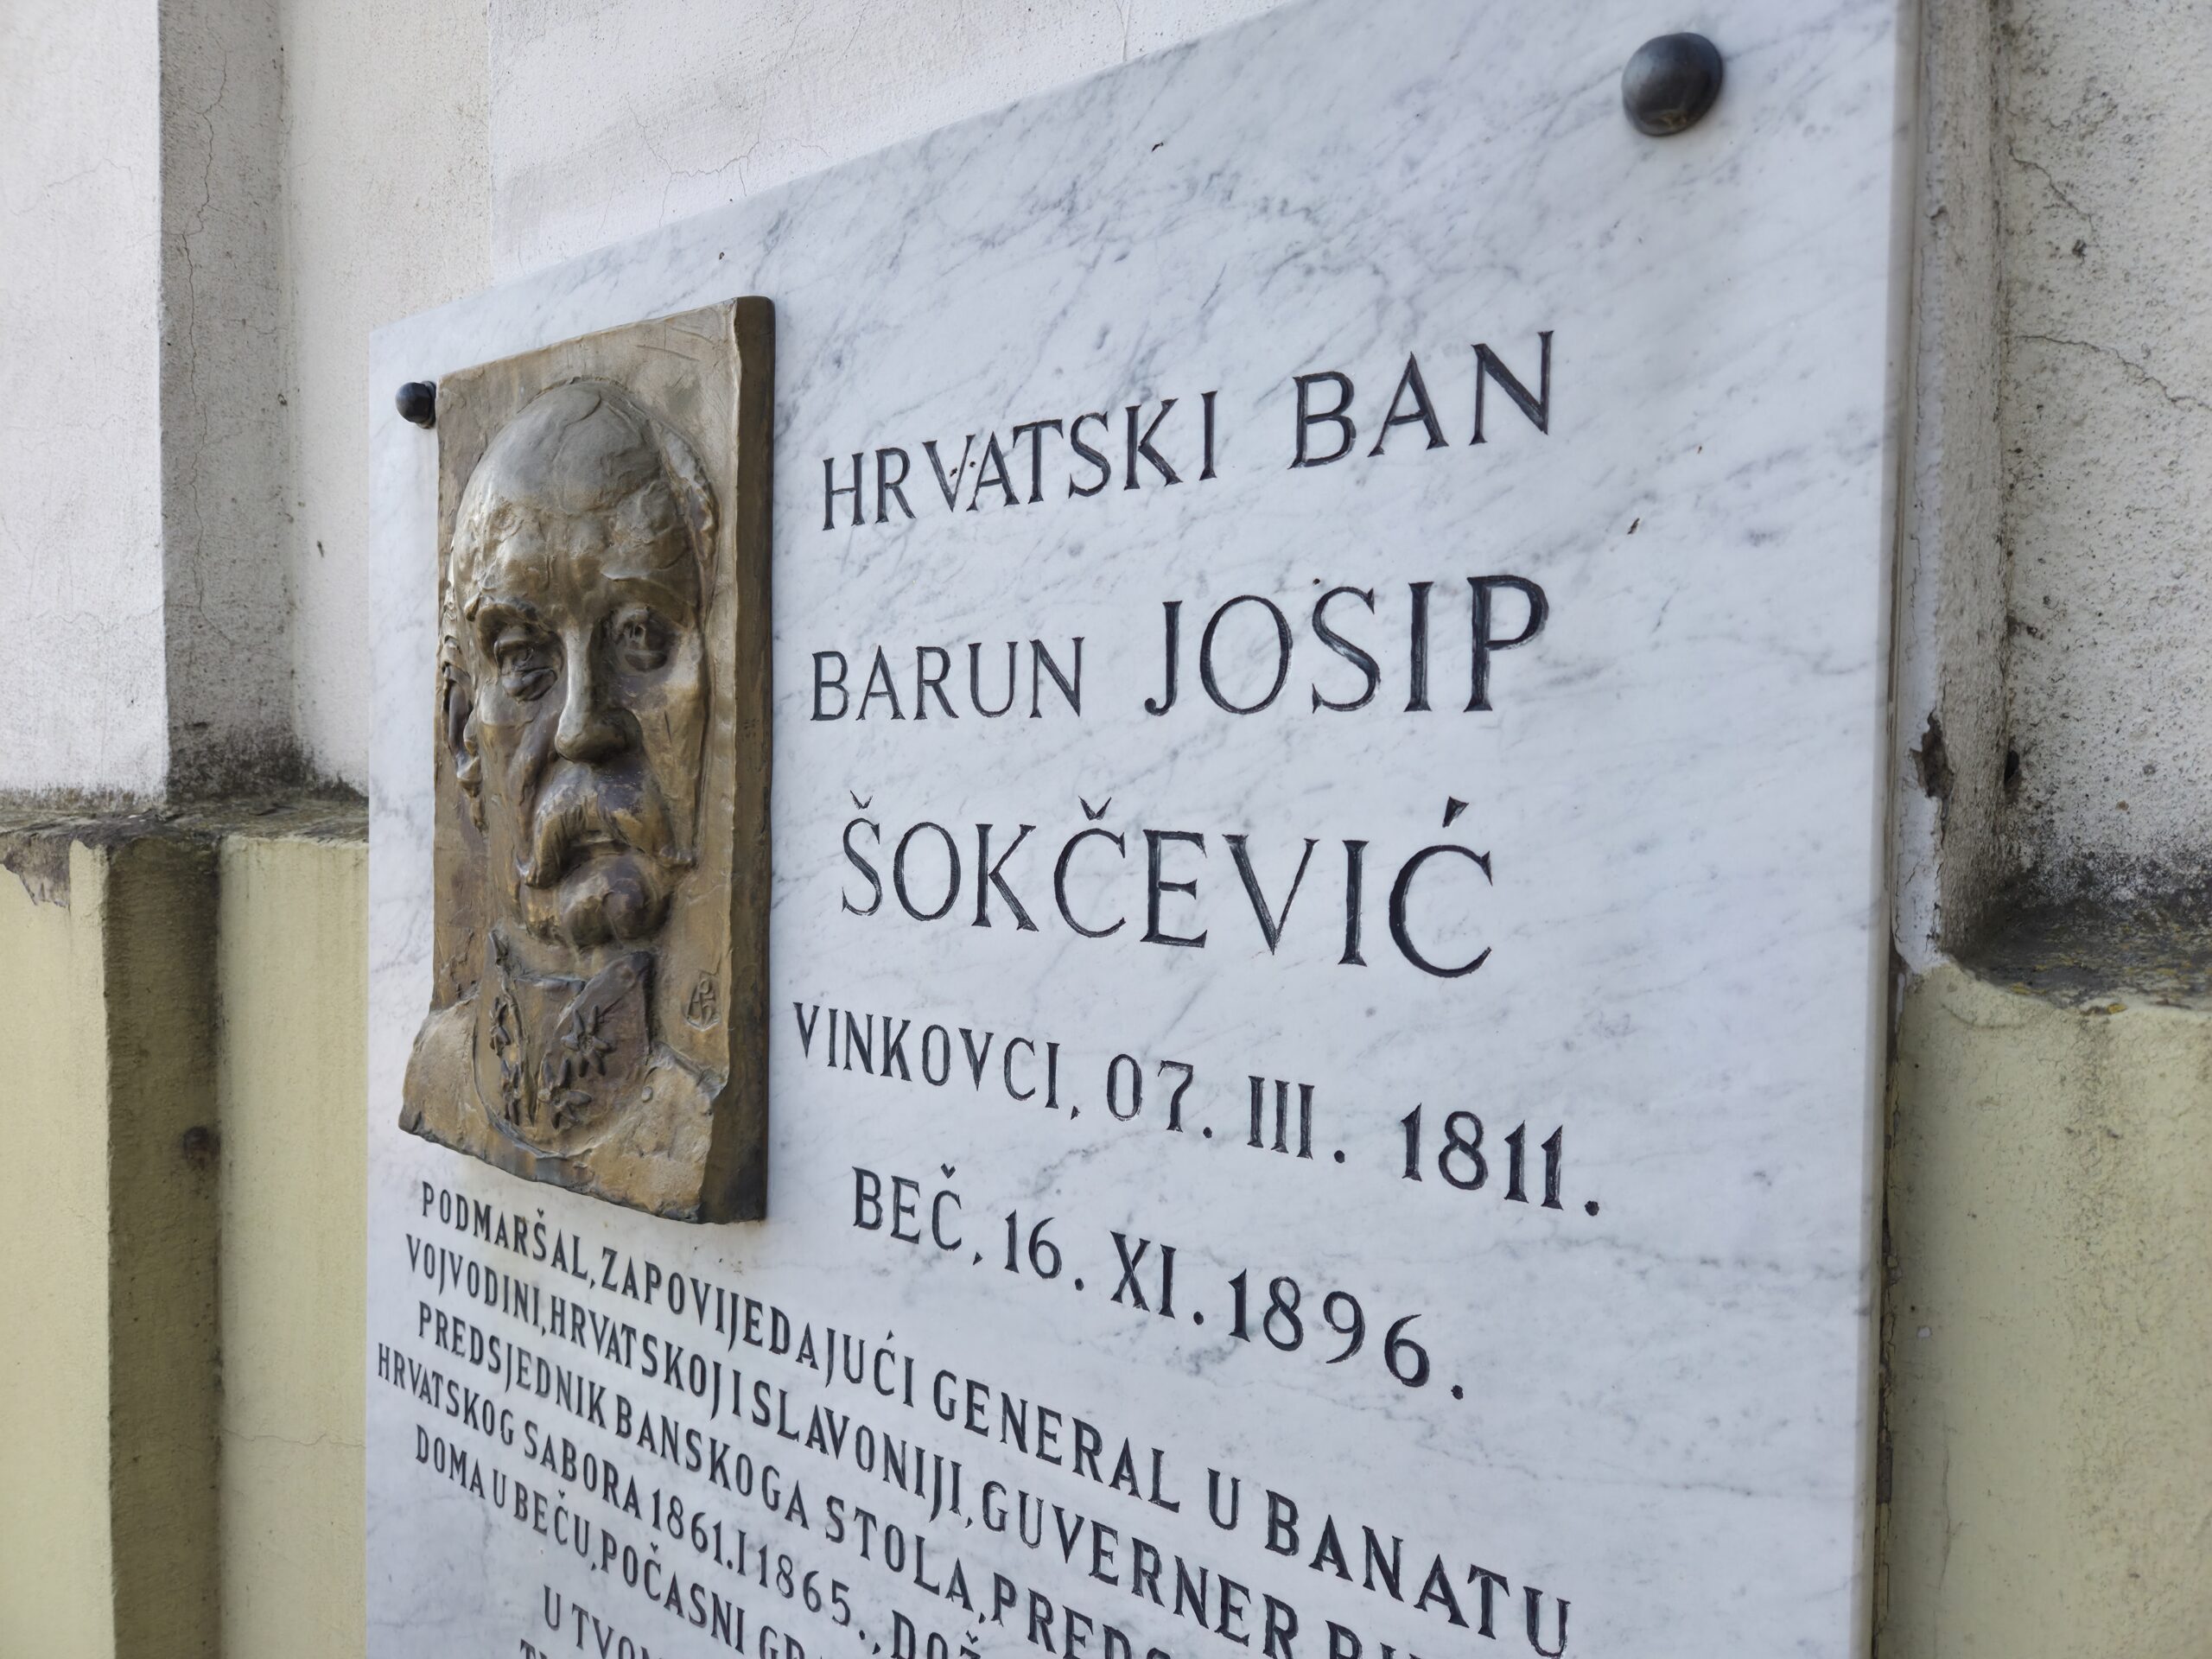 HRVATSKI BAN
BARUN JOSIP
ŠOKČEVIĆ
VINKOVCI, 07. III. 1811.
BEČ, 16. XI. 1896.
PODMARŠAL, ZAPOVIJEDAJUĆI GENERAL U BANATU
VOJVODINI, HRVATSKOJ I SLAVONIJI, GUVERNER
PREDSJEDNIK BANSKOGA STOLA,
HRVATSKOG SABORA 1861. I 1865.,
DOMA U BEČU, POČASNI